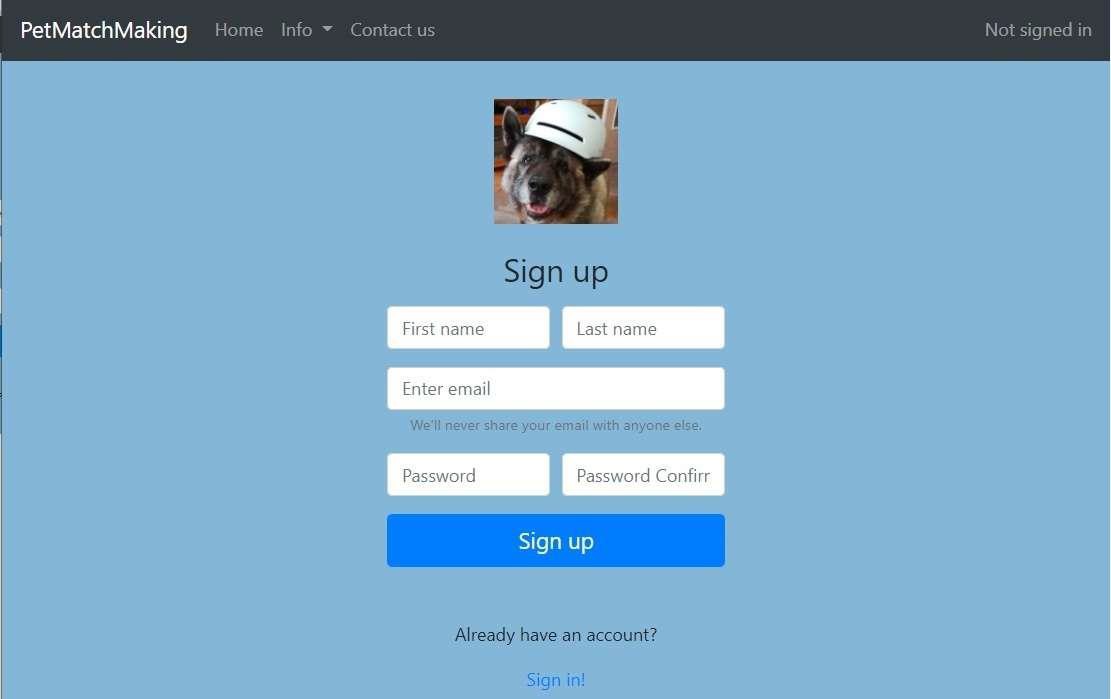 PetMatchMaking Home Info Contact us Not signed in
Sign up
First name Last name
Enter email
We'll never share your email with anyone else.
Password Password Confirr
Sign up
Already have an account?
Sign in!